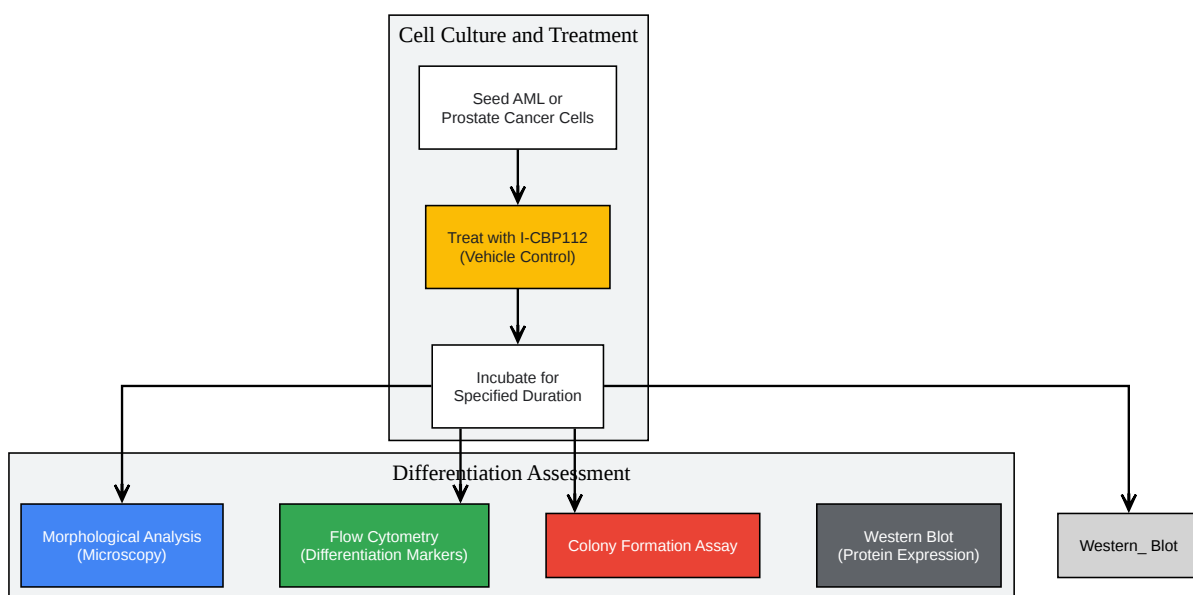 Cell Culture and Treatment
Seed AML or
Prostate Cancer Cells
Treat with I-CBP112
(Vehicle Control)
Incubate for
Specified Duration
Differentiation Assessment
Morphological Analysis
(Microscopy)
Flow Cytometry
(Differentiation Markers)
Colony Formation Assay
Western Blot
(Protein Expression)
Western_ Blot